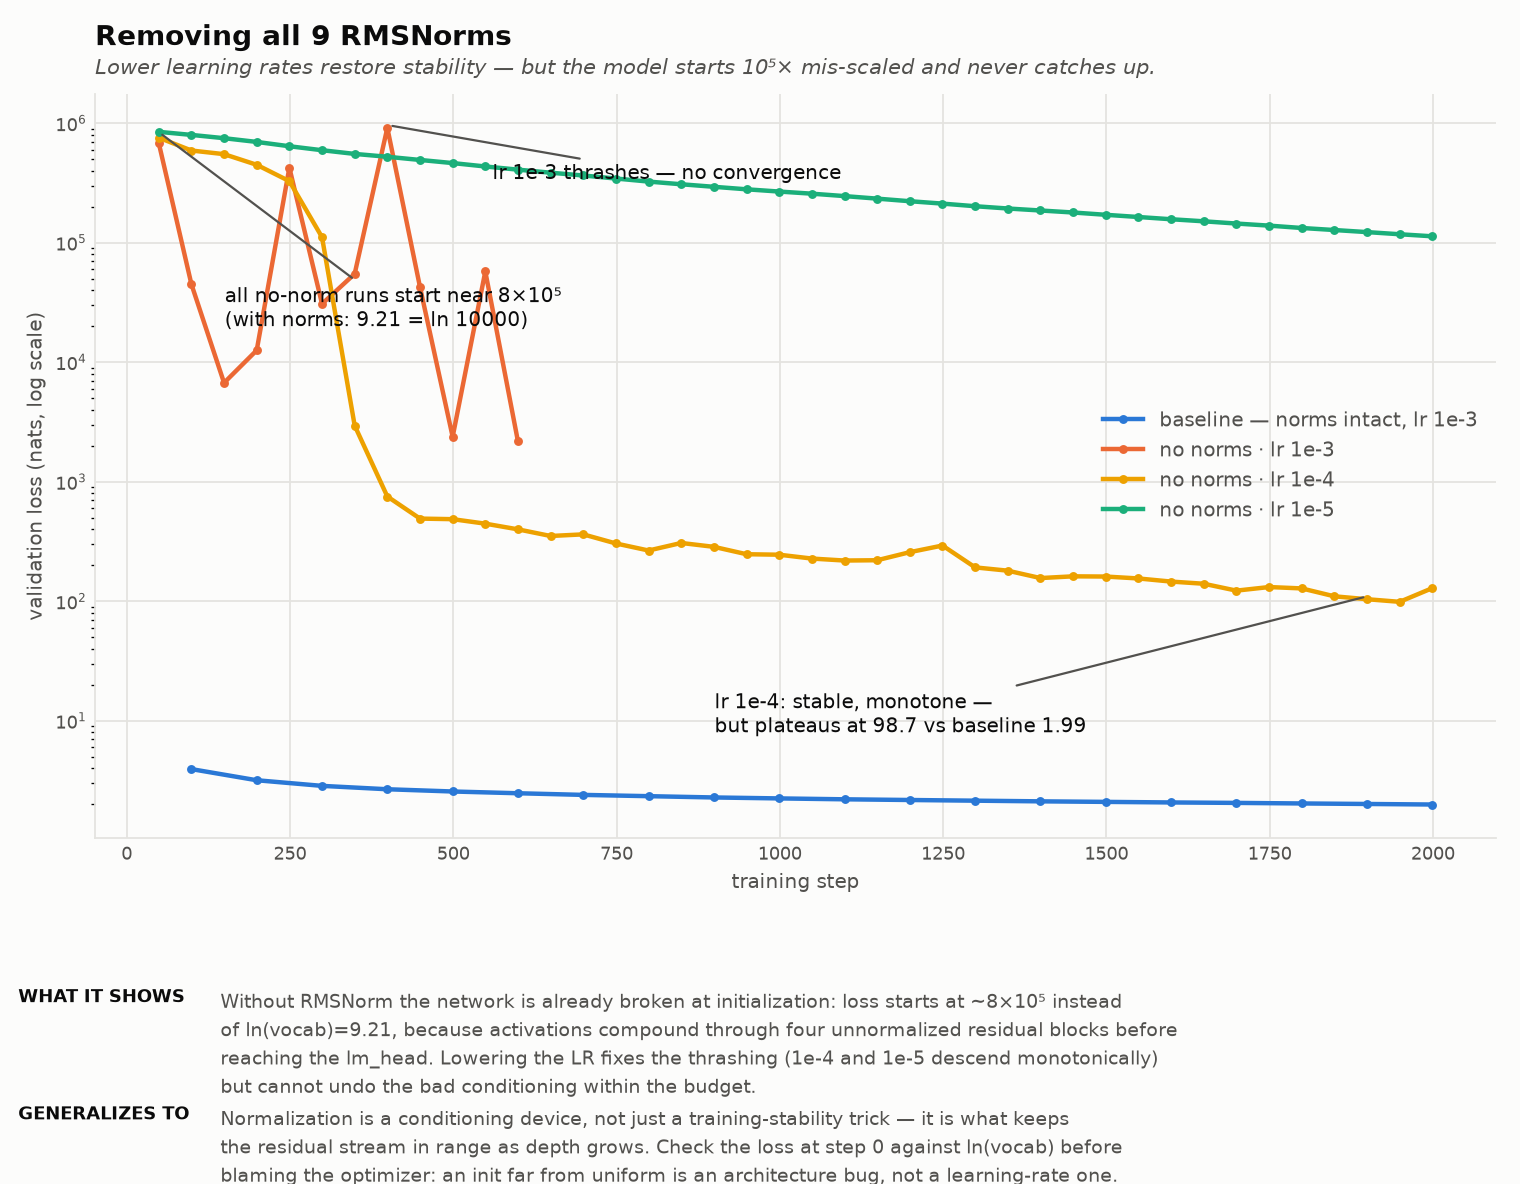 Removing all 9 RMSNorms
Lower learning rates restore stability — but the model starts 10⁵× mis-scaled and never catches up.
10⁶
10⁵
10⁴
10³
10²
10¹
validation loss (nats, log scale)
lr 1e-3 thrashes — no convergence
all no-norm runs start near 8×10⁵
(with norms: 9.21 = ln 10000)
baseline — norms intact, lr 1e-3
no norms · lr 1e-3
no norms · lr 1e-4
no norms · lr 1e-5
lr 1e-4: stable, monotone —
but plateaus at 98.7 vs baseline 1.99
0 250 500 750 1000 1250 1500 1750 2000
training step
WHAT IT SHOWS
Without RMSNorm the network is already broken at initialization: loss starts at ~8×10⁵ instead
of ln(vocab)=9.21, because activations compound through four unnormalized residual blocks before
reaching the lm_head. Lowering the LR fixes the thrashing (1e-4 and 1e-5 descend monotonically)
but cannot undo the bad conditioning within the budget.
GENERALIZES TO
Normalization is a conditioning device, not just a training-stability trick — it is what keeps
the residual stream in range as depth grows. Check the loss at step 0 against ln(vocab) before
blaming the optimizer: an init far from uniform is an architecture bug, not a learning-rate one.